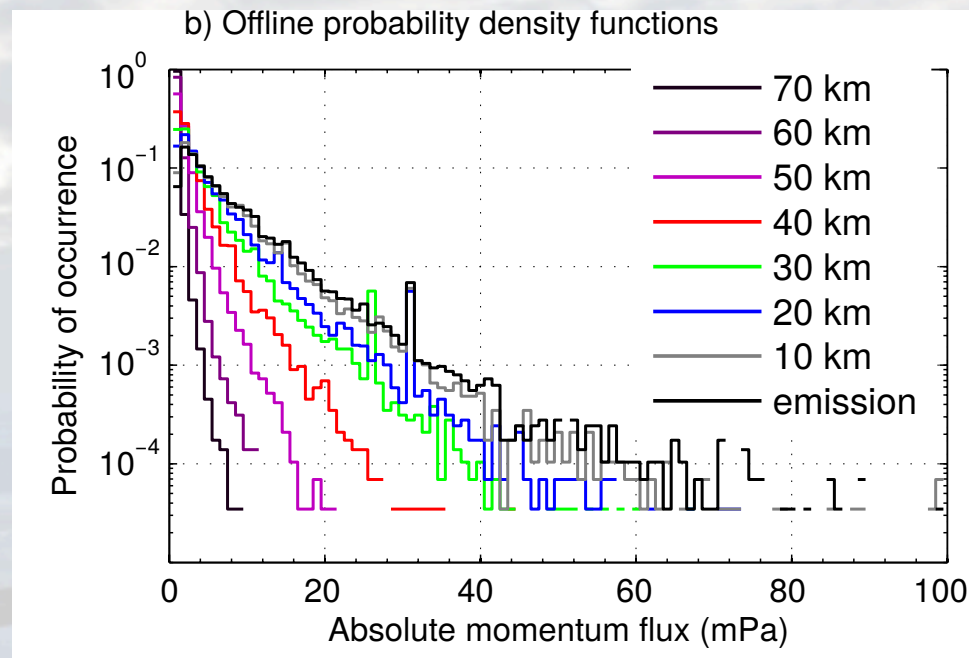 b) Offline probability density functions
10^0
10^-1
10^-2
10^-3
10^-4
Probability of occurrence
70 km
60 km
50 km
40 km
30 km
20 km
10 km
emission
0 20 40 60 80 100
Absolute momentum flux (mPa)